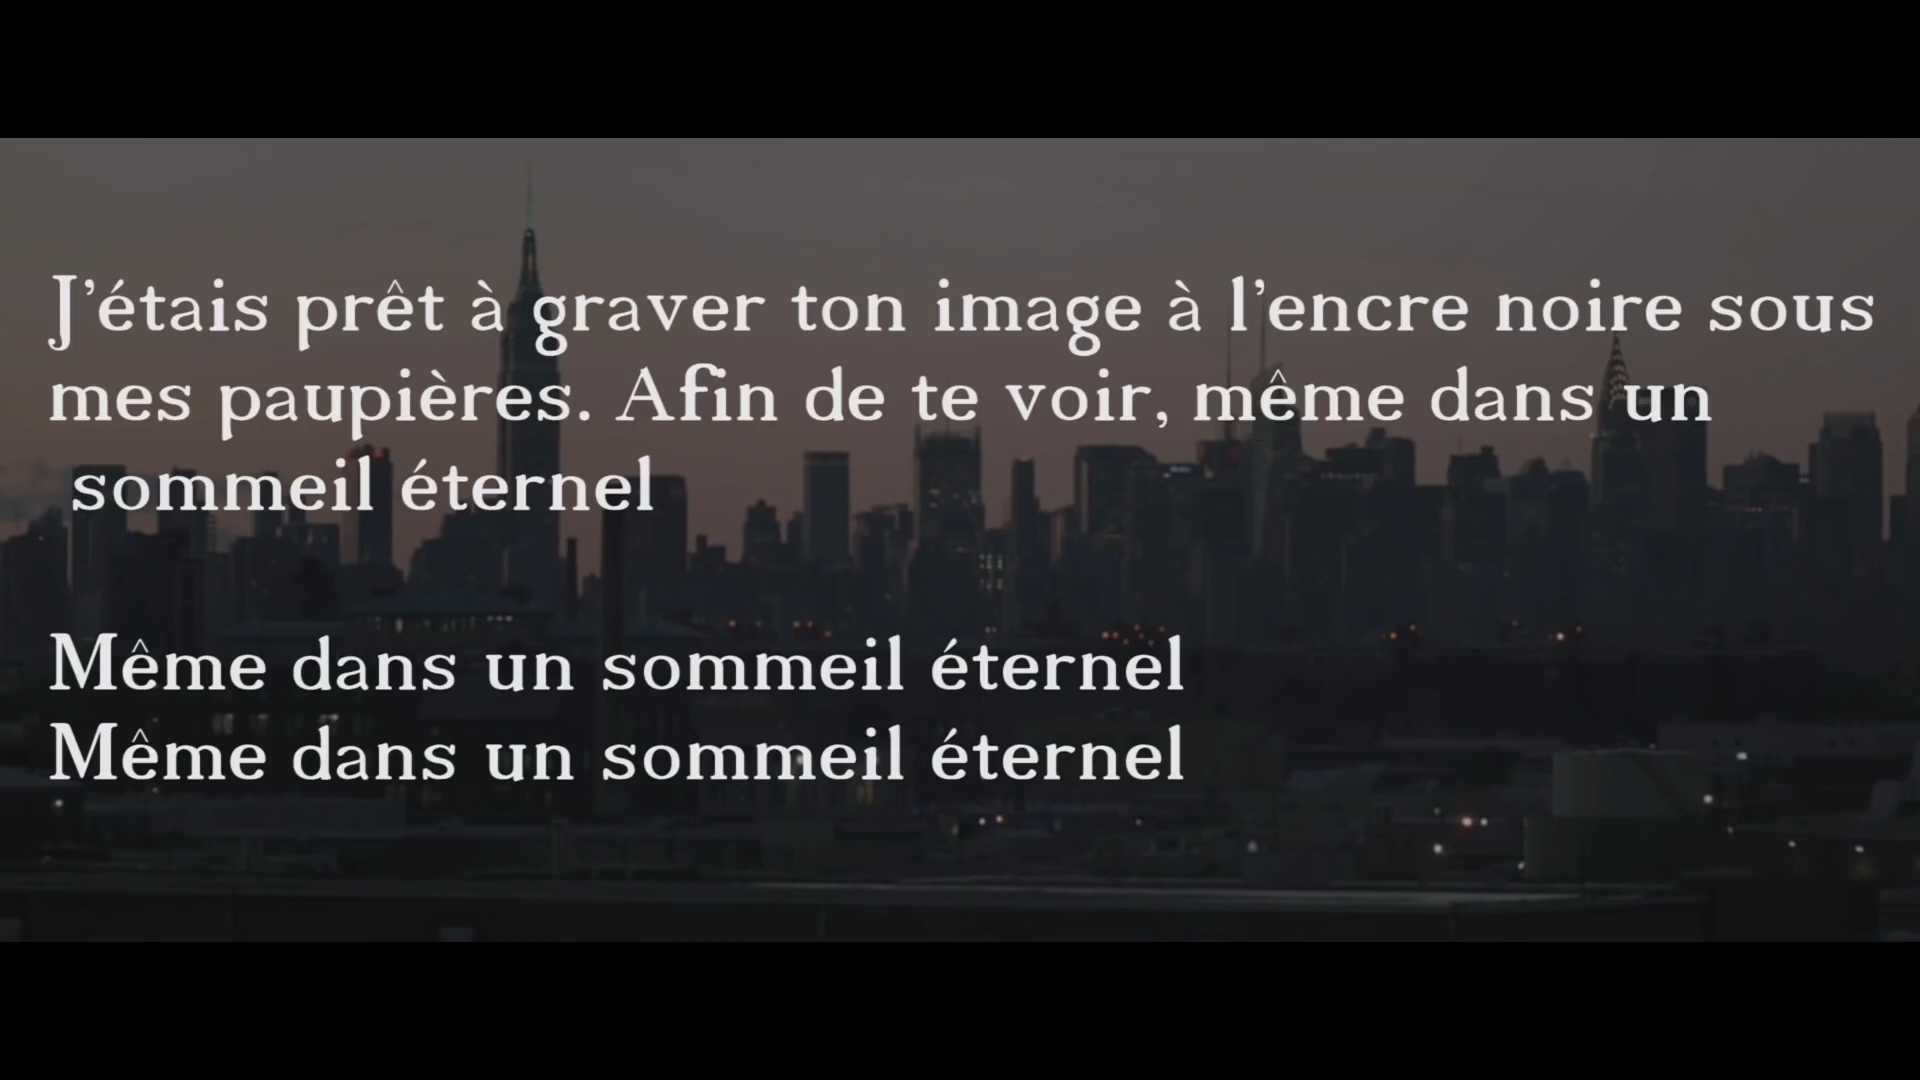 J'étais prêt à graver ton image à l'encre noire sous
mes paupières. Afin de te voir, même dans un
sommeil éternel
Même dans un sommeil éternel
Même dans un sommeil éternel